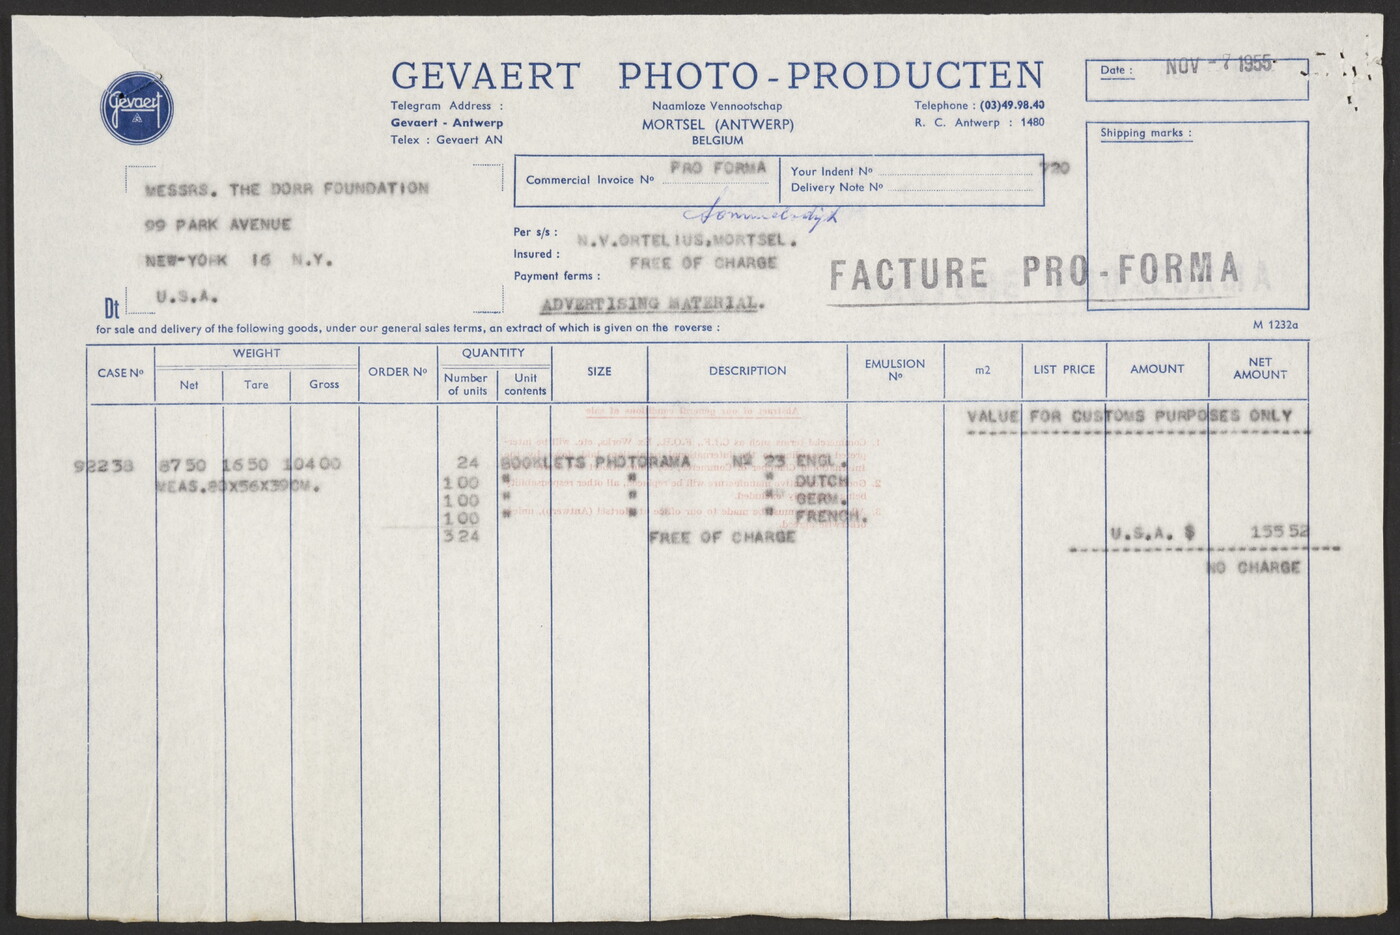 Gevaert
GEVAERT PHOTO-PRODUCTEN
Telegram Address :
Gevaert - Antwerp
Telex : Gevaert AN
Naamloze Vennootschap
MORTSEL (ANTWERP)
BELGIUM
Telephone : (03)49.98.40
R. C. Antwerp : 1480
Date : NOV - 7 1955
Shipping marks :
Commercial Invoice Nº PRO FORMA
Your Indent Nº 720
Delivery Note Nº
MESSRS. THE DORR FOUNDATION
99 PARK AVENUE
NEW-YORK 16 N.Y.
U.S.A.
Dt
Per s/s : N.V.ORTELIUS,MORTSEL.
Insured : FREE OF CHARGE
Payment ferms :
ADVERTISING MATERIAL.
FACTURE PRO-FORMA
for sale and delivery of the following goods, under our general sales terms, an extract of which is given on the reverse :
M 1232a
CASE Nº WEIGHT Net Tare Gross ORDER Nº QUANTITY Number of units Unit contents SIZE DESCRIPTION EMULSION Nº m2 LIST PRICE AMOUNT NET AMOUNT
VALUE FOR CUSTOMS PURPOSES ONLY
92238 8750 1650 10400 24 BOOKLETS PHOTORAMA Nº 23 ENGL.
MEAS.80X56X39CM. 100 " " " DUTCH
100 " " " GERM.
100 " " " FRENCH.
324 FREE OF CHARGE U.S.A. $ 155 52
NO CHARGE